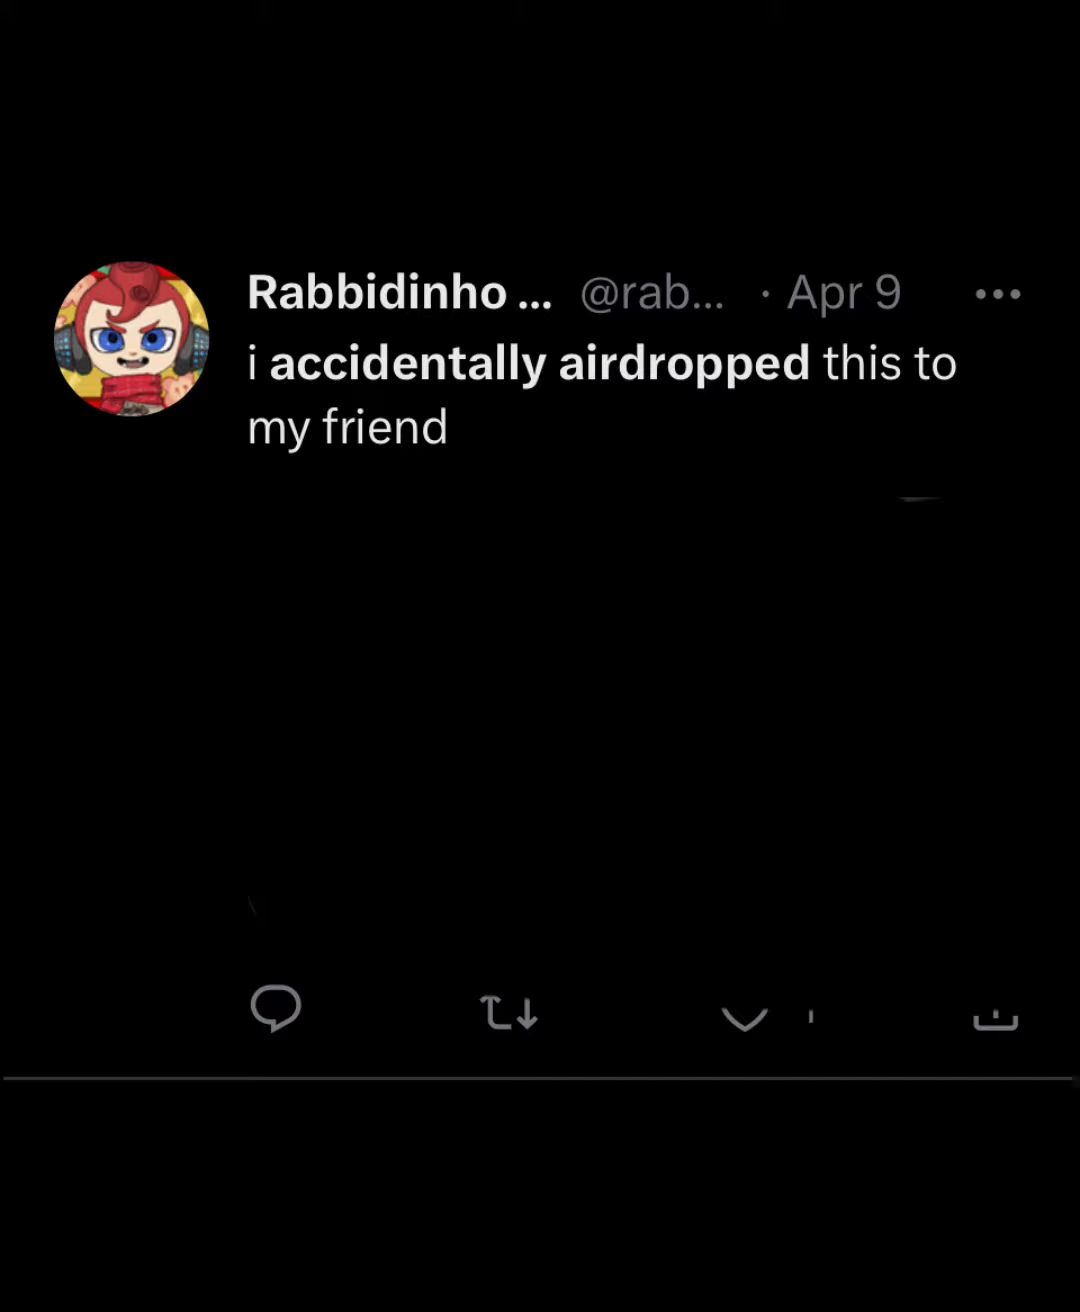 Rabbidinho ... @rab... · Apr 9
i accidentally airdropped this to
my friend